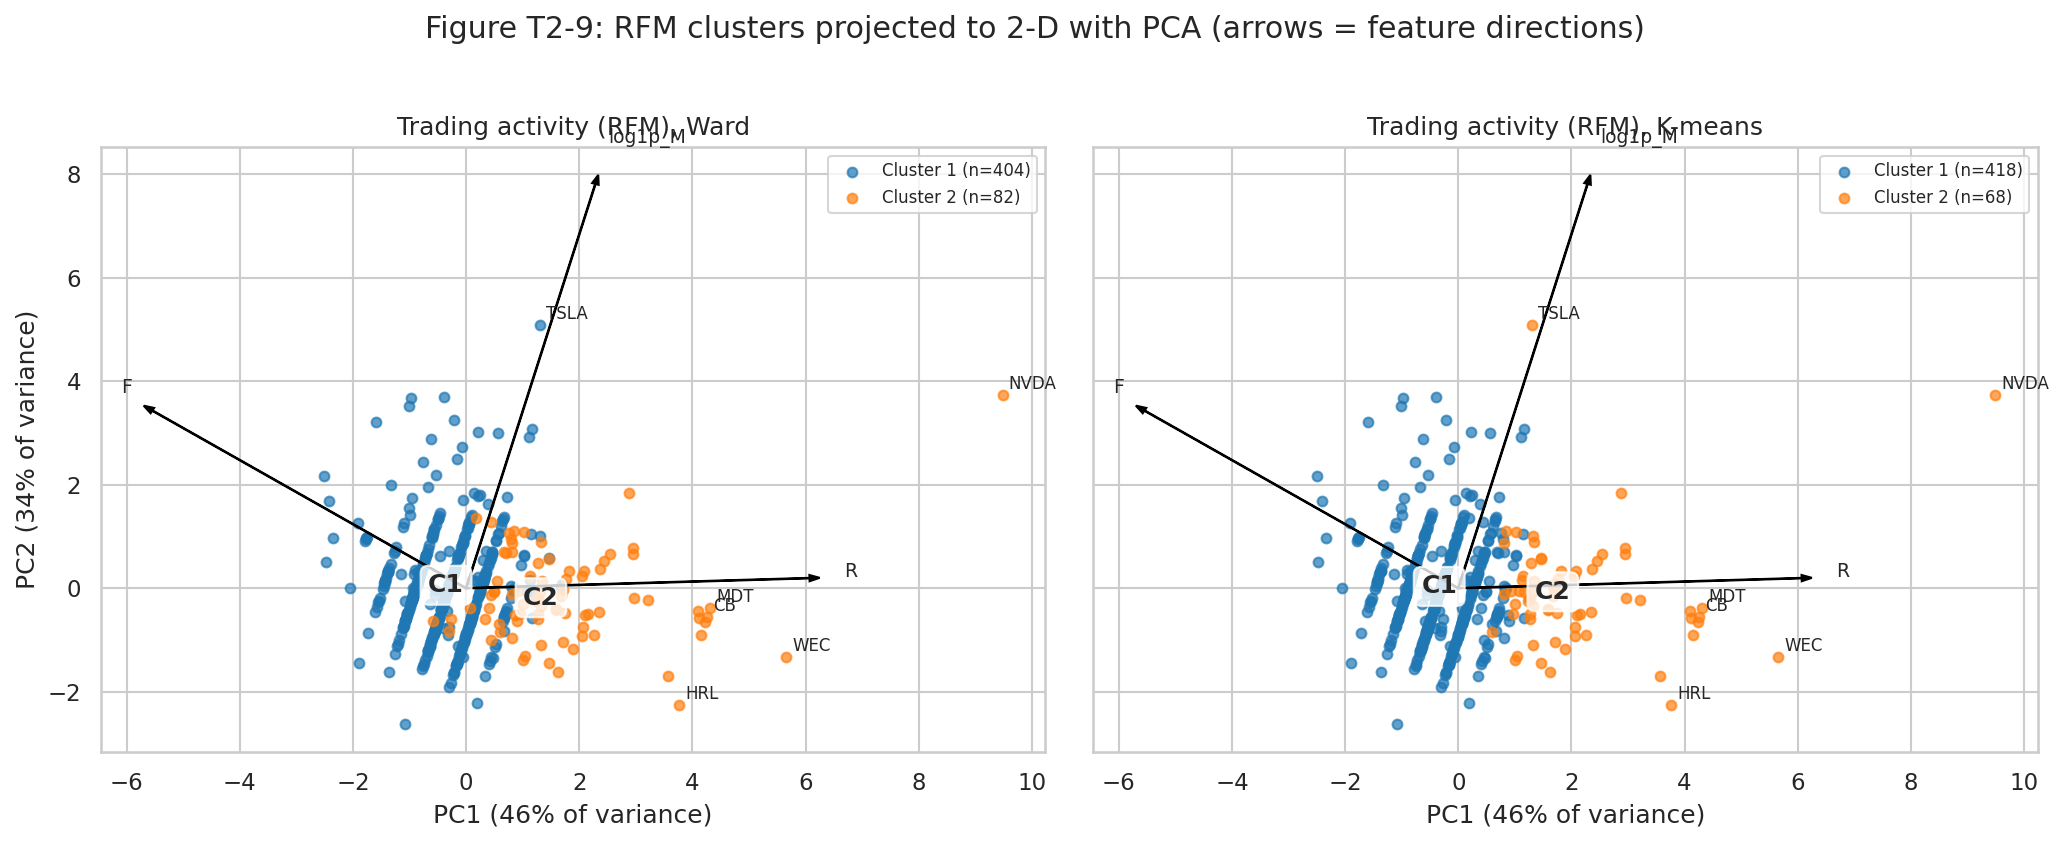 Figure T2-9: RFM clusters projected to 2-D with PCA (arrows = feature directions)
Trading activity (RFM), Ward
log1p_M
Cluster 1 (n=404)
Cluster 2 (n=82)
TSLA
NVDA
F
R
C1
C2
MDT
CB
WEC
HRL
8
6
4
2
0
−2
PC2 (34% of variance)
−6 −4 −2 0 2 4 6 8 10
PC1 (46% of variance)
Trading activity (RFM), K-means
log1p_M
Cluster 1 (n=418)
Cluster 2 (n=68)
TSLA
NVDA
F
R
C1
C2
MDT
CB
WEC
HRL
−6 −4 −2 0 2 4 6 8 10
PC1 (46% of variance)